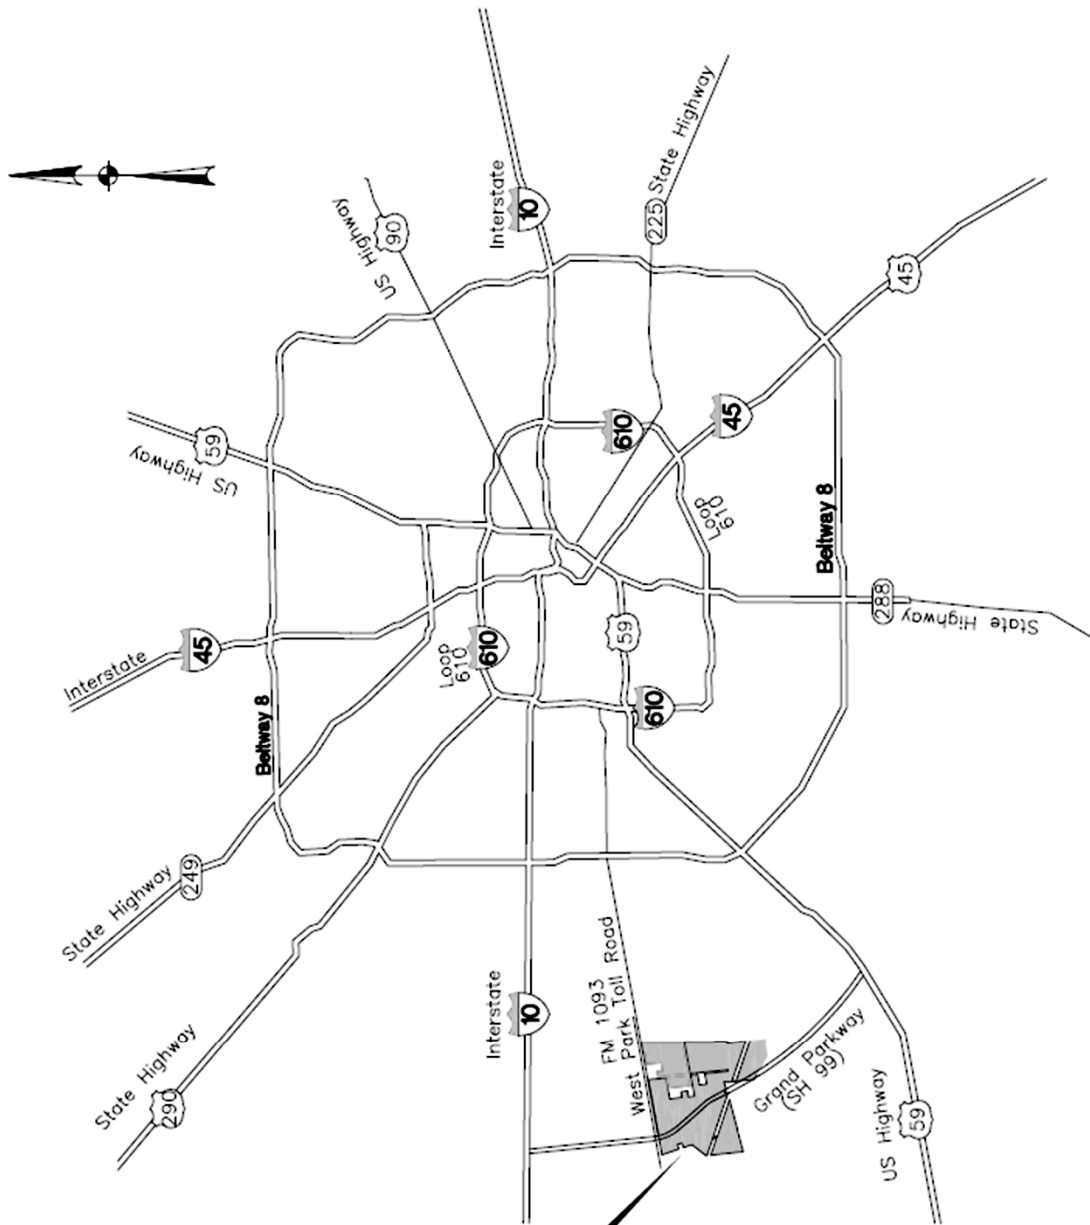 Interstate
10
225 State Highway
US Highway
90
45
US Highway
59
45
610
Loop
610
Beltway 8
Interstate
45
Loop
610
610
59
288
State Highway
610
Beltway 8
State Highway
249
State Highway
290
Interstate
10
FM 1093
West Park Toll Road
Grand Parkway
(SH 99)
US Highway
59